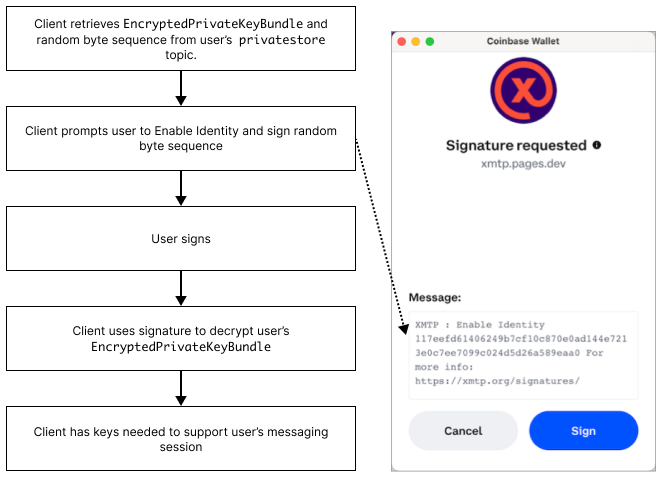 Client retrieves EncryptedPrivateKeyBundle and
random byte sequence from user's privatestore
topic.
Client prompts user to Enable Identity and sign random
byte sequence
User signs
Client uses signature to decrypt user's
EncryptedPrivateKeyBundle
Client has keys needed to support user's messaging
session
Coinbase Wallet
Signature requested
xmtp.pages.dev
Message:
XMTP : Enable Identity
117eefd61406249b7cf10c870e0ad144e721
3e0c7ee7099c024d5d26a589eaa0 For
more info:
https://xmtp.org/signatures/
Cancel
Sign